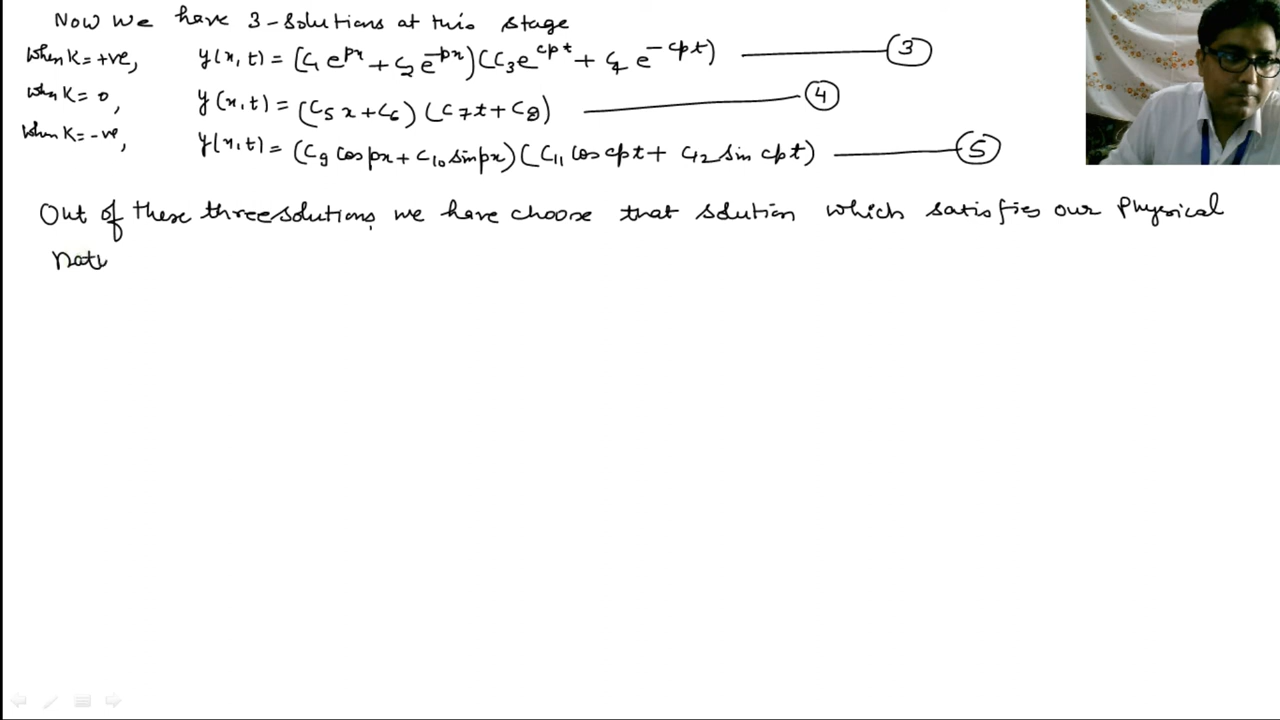 Now we have 3-solutions at this stage
When K=+ve, y(x,t) = (C₁ e^{px} + C₂ e^{-px}) (C₃ e^{cpt} + C₄ e^{-cpt}) ③
When K= 0, y(x,t) = (C₅ x + C₆) (C₇ t + C₈) ④
When K= -ve, y(x,t) = (C₉ cos px + C₁₀ sin px) (C₁₁ cos cpt + C₁₂ sin cpt) ⑤
Out of these three solutions, we have choose that solution which satisfies our Physical
natu